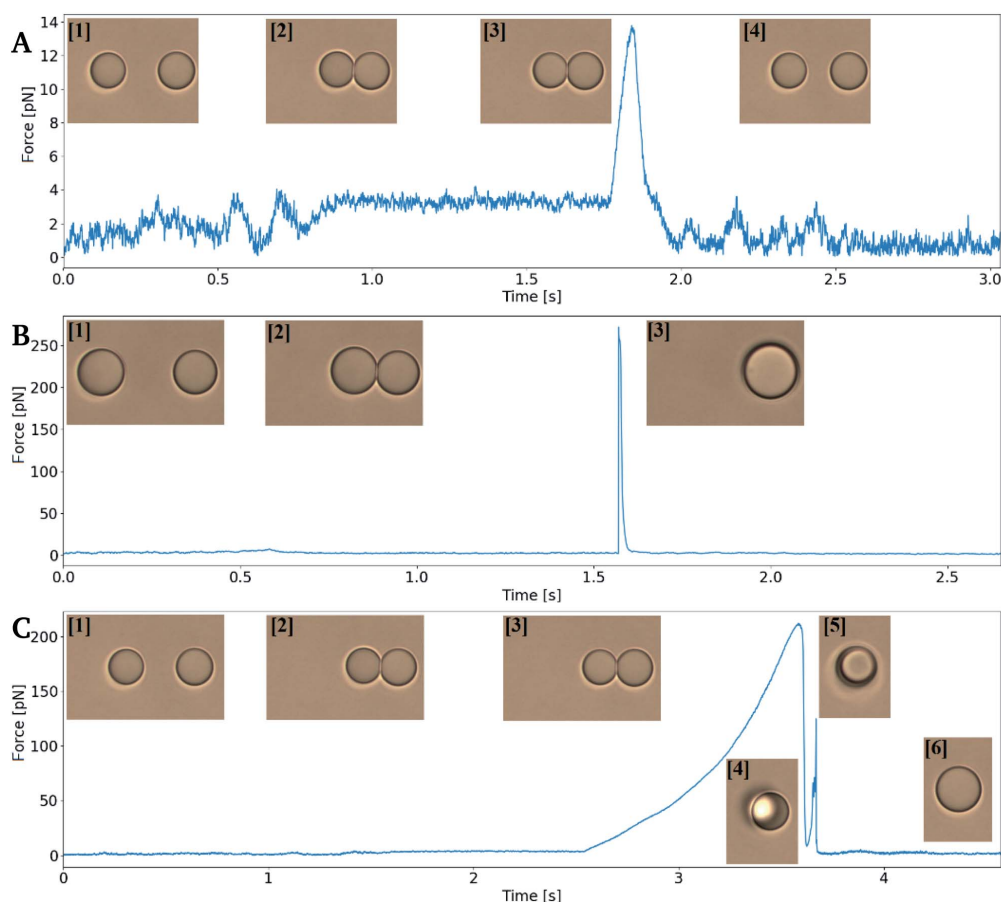 A
[1] [2] [3] [4]
Force [pN]
14
12
10
8
6
4
2
0
0.0 0.5 1.0 1.5 2.0 2.5 3.0
Time [s]
B
[1] [2] [3]
Force [pN]
250
200
150
100
50
0
0.0 0.5 1.0 1.5 2.0 2.5
Time [s]
C
[1] [2] [3] [5]
[4] [6]
Force [pN]
200
150
100
50
0
0 1 2 3 4
Time [s]